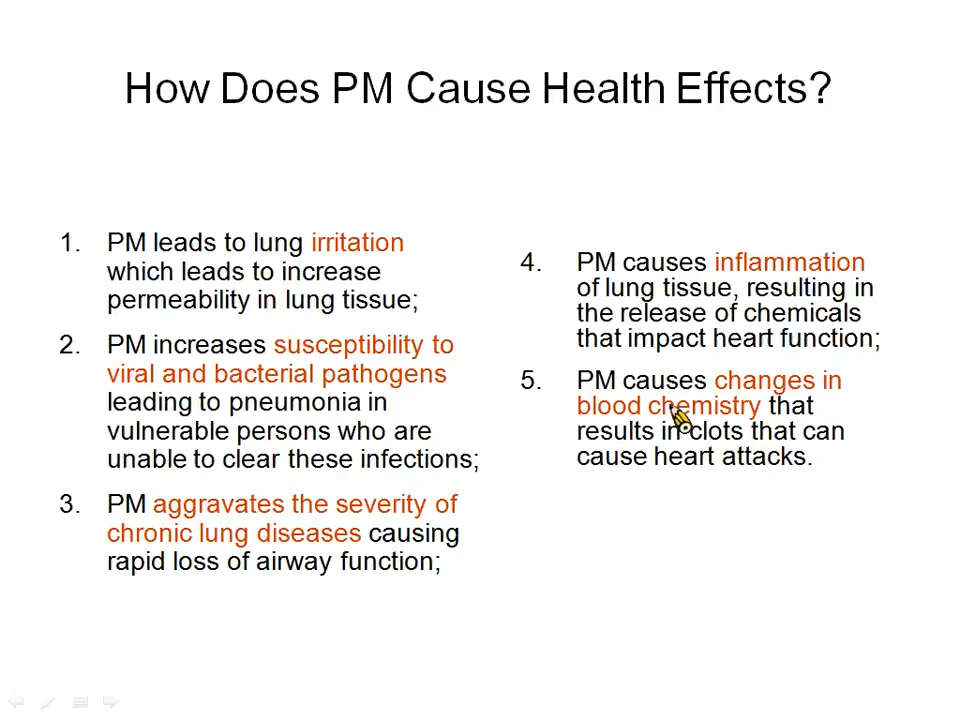 How Does PM Cause Health Effects?
1. PM leads to lung irritation
which leads to increase
permeability in lung tissue;
2. PM increases susceptibility to
viral and bacterial pathogens
leading to pneumonia in
vulnerable persons who are
unable to clear these infections;
3. PM aggravates the severity of
chronic lung diseases causing
rapid loss of airway function;
4. PM causes inflammation
of lung tissue, resulting in
the release of chemicals
that impact heart function;
5. PM causes changes in
blood chemistry that
results in clots that can
cause heart attacks.